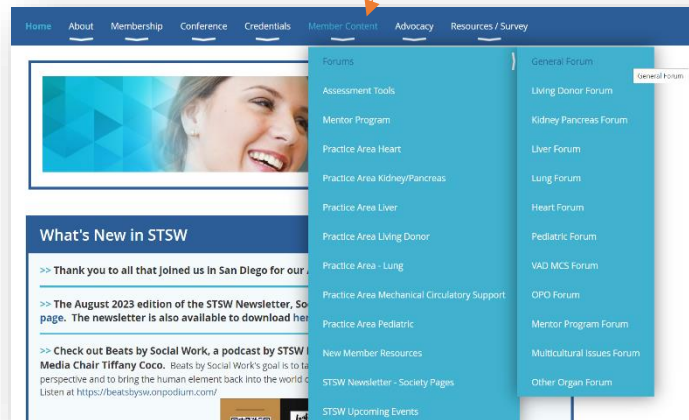 Home About Membership Conference Credentials Member Content Advocacy Resources / Survey
Forums
Assessment Tools
Mentor Program
Practice Area Heart
Practice Area Kidney/Pancreas
Practice Area Liver
Practice Area Living Donor
Practice Area - Lung
Practice Area Mechanical Circulatory Support
Practice Area Pediatric
New Member Resources
STSW Newsletter - Society Pages
STSW Upcoming Events
General Forum
General Forum
Living Donor Forum
Kidney Pancreas Forum
Liver Forum
Lung Forum
Heart Forum
Pediatric Forum
VAD MCS Forum
OPO Forum
Mentor Program Forum
Multicultural Issues Forum
Other Organ Forum
What's New in STSW
>> Thank you to all that joined us in San Diego for our
>> The August 2023 edition of the STSW Newsletter,
page. The newsletter is also available to download
>> Check out Beats by Social Work, a podcast by STSW
Media Chair Tiffany Coco. Beats by Social Work's goal is to
perspective and to bring the human element back into the world
Listen at https://beatsbysw.onpodium.com/